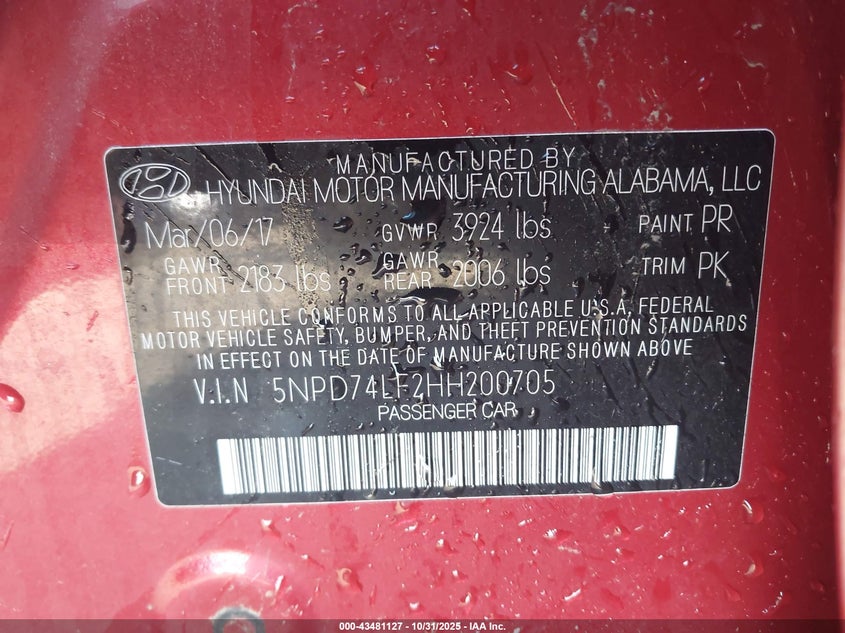 MANUFACTURED BY
HYUNDAI MOTOR MANUFACTURING ALABAMA, LLC
Mar/06/17 GVWR 3924 lbs PAINT PR
GAWR FRONT 2183 lbs GAWR REAR 2006 lbs TRIM PK
THIS VEHICLE CONFORMS TO ALL APPLICABLE U.S.A, FEDERAL
MOTOR VEHICLE SAFETY, BUMPER, AND THEFT PREVENTION STANDARDS
IN EFFECT ON THE DATE OF MANUFACTURE SHOWN ABOVE
V.I.N 5NPD74LF2HH200705
PASSENGER CAR
000-43481127 - 10/31/2025 - IAA Inc.